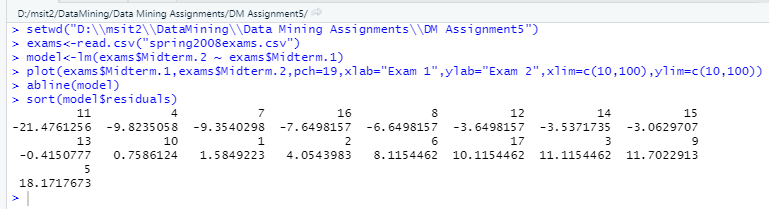 D:/msit2/DataMining/Data Mining Assignments/DM Assignment5/
> setwd("D:\\msit2\\DataMining\\Data Mining Assignments\\DM Assignment5")
> exams<-read.csv("spring2008exams.csv")
> model<-lm(exams$Midterm.2 ~ exams$Midterm.1)
> plot(exams$Midterm.1,exams$Midterm.2,pch=19,xlab="Exam 1",ylab="Exam 2",xlim=c(10,100),ylim=c(10,100))
> abline(model)
> sort(model$residuals)
11 4 7 16 8 12 14 15
-21.4761256 -9.8235058 -9.3540298 -7.6498157 -6.6498157 -3.6498157 -3.5371735 -3.0629707
13 10 1 2 6 17 3 9
-0.4150777 0.7586124 1.5849223 4.0543983 8.1154462 10.1154462 11.1154462 11.7022913
5
18.1717673
>